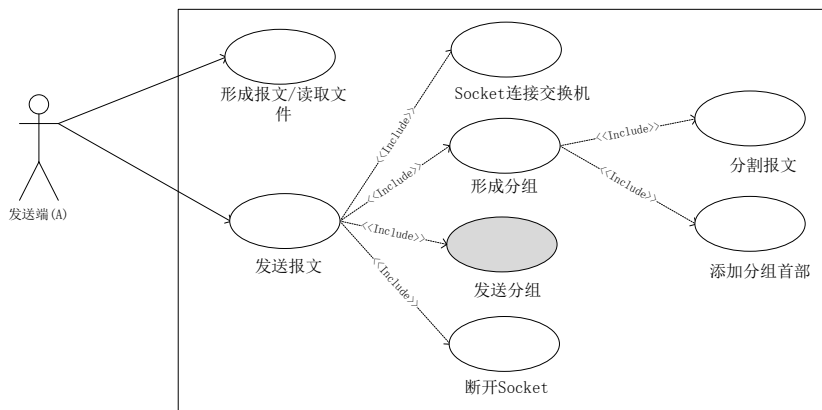 形成报文/读取文
件
Socket连接交换机
<<Include>>
<<Include>>
分割报文
<<Include>>
形成分组
<<Include>>
发送端(A)
<<Include>>
发送报文
添加分组首部
发送分组
<<Include>>
断开Socket